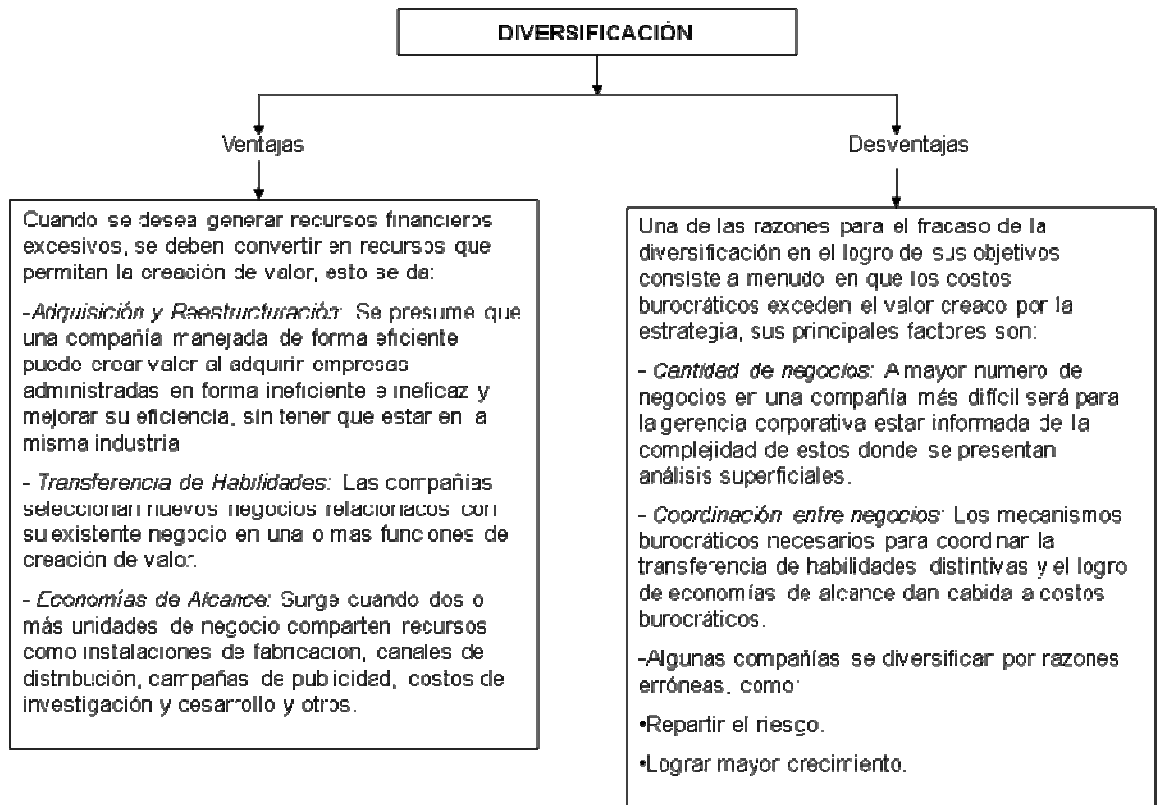 DIVERSIFICACIÓN
Ventajas
Cuando se desea generar recursos financieros
excesivos, se deben convertir en recursos que
permitan la creación de valor, esto se da:
-Adquisición y Reestructuración: Se presume que
una compañía manejada de forma eficiente
puede crear valor al adquirir empresas
administradas en forma ineficiente e ineficaz y
mejorar su eficiencia, sin tener que estar en a
misma industria
- Transferencia de Habilidades: Las compañías
seleccionan nuevos negocios relacionados con
su existente negocio en una o mas funciones de
creación de valor.
- Economías de Alcance: Surge cuando dos o
más unidades de negocio comparten recursos
como instalaciones de fabricacion, canales de
distribución, campañas de publicidad, costos de
investigación y desarrollo y otros.
Desventajas
Una de las razones para el fracaso de la
diversificación en el logro de sus objetivos
consiste a menudo en que los costos
burocráticos exceden el valor creado por la
estrategia, sus principales factores son:
- Cantidad de negocios: A mayor numero de
negocios en una compañía más difícil será para
la gerencia corporativa estar informada de la
complejidad de estos donde se presentan
análisis superficiales.
- Coordinación entre negocios: Los mecanismos
burocráticos necesarios para coordinar la
transferencia de habilidades distintivas y el logro
de economías de alcance dan cabida a costos
burocráticos.
-Algunas compañías se diversifican por razones
erróneas, como:
•Repartir el riesgo.
•Lograr mayor crecimiento.